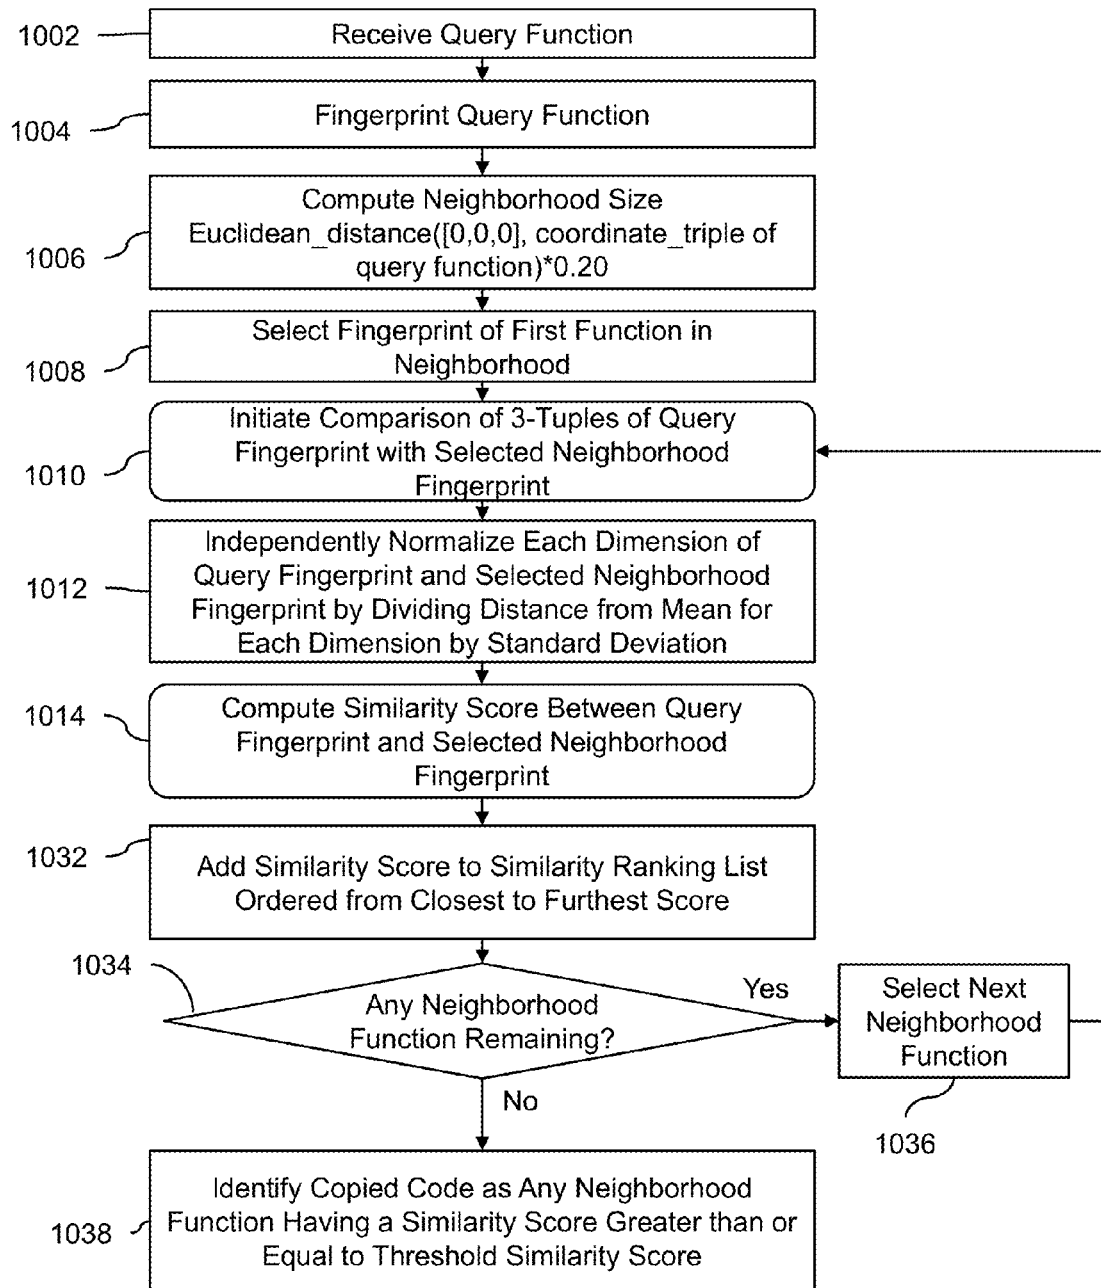 1002
Receive Query Function
1004
Fingerprint Query Function
1006
Compute Neighborhood Size
Euclidean_distance([0,0,0], coordinate_triple of
query function)*0.20
1008
Select Fingerprint of First Function in
Neighborhood
1010
Initiate Comparison of 3-Tuples of Query
Fingerprint with Selected Neighborhood
Fingerprint
1012
Independently Normalize Each Dimension of
Query Fingerprint and Selected Neighborhood
Fingerprint by Dividing Distance from Mean for
Each Dimension by Standard Deviation
1014
Compute Similarity Score Between Query
Fingerprint and Selected Neighborhood
Fingerprint
1032
Add Similarity Score to Similarity Ranking List
Ordered from Closest to Furthest Score
1034
Any Neighborhood
Function Remaining?
Yes
Select Next
Neighborhood
Function
1036
No
1038
Identify Copied Code as Any Neighborhood
Function Having a Similarity Score Greater than or
Equal to Threshold Similarity Score